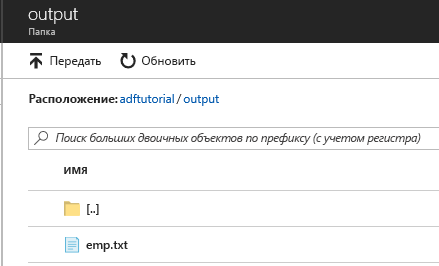 output
Папка
Передать
Обновить
Расположение: adftutorial / output
Поиск больших двоичных объектов по префиксу (с учетом регистра)
ИМЯ
[..]
emp.txt